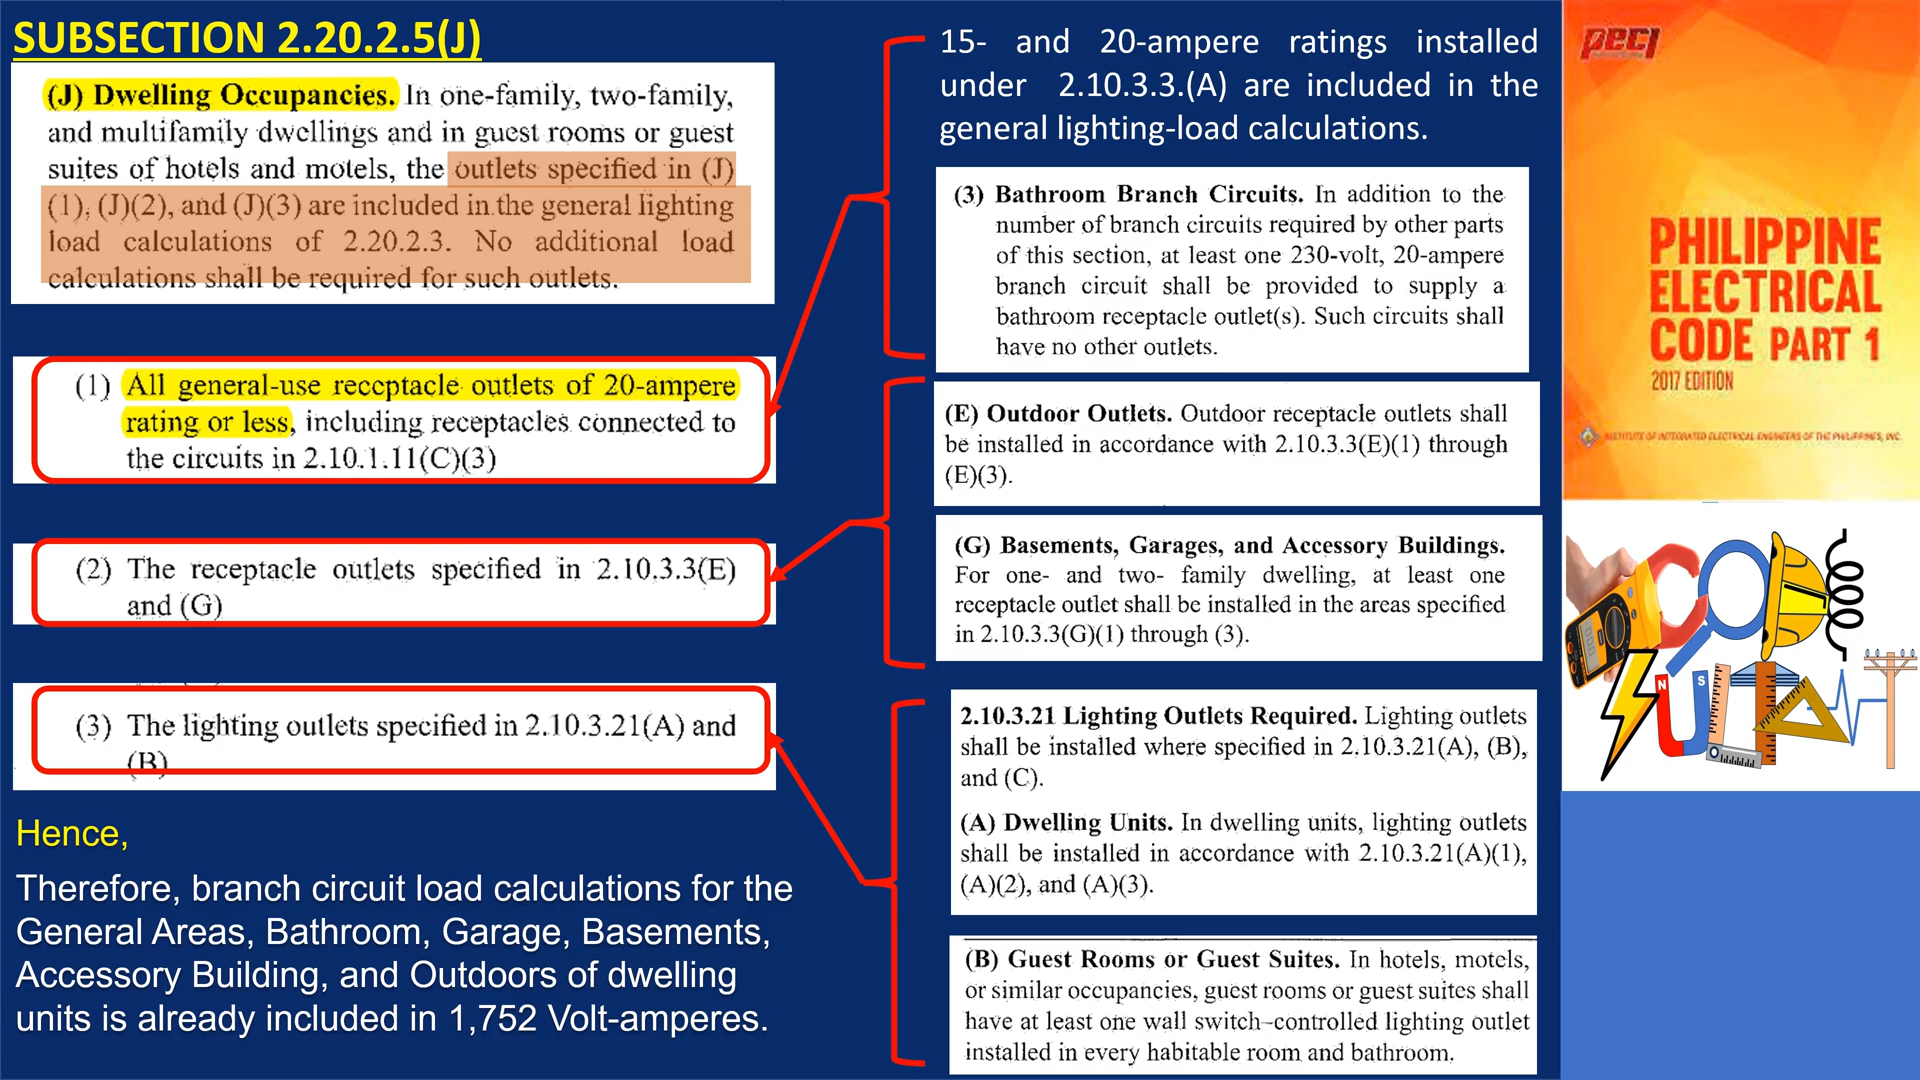 SUBSECTION 2.20.2.5(J)
(J) Dwelling Occupancies. In one-family, two-family,
and multifamily dwellings and in guest rooms or guest
suites of hotels and motels, the outlets specified in (J)
(1), (J)(2), and (J)(3) are included in the general lighting
load calculations of 2.20.2.3. No additional load
calculations shall be required for such outlets.
(1) All general-use receptacle outlets of 20-ampere
rating or less, including receptacles connected to
the circuits in 2.10.1.11(C)(3)
(2) The receptacle outlets specified in 2.10.3.3(E)
and (G)
(3) The lighting outlets specified in 2.10.3.21(A) and
(B)
Hence,
Therefore, branch circuit load calculations for the
General Areas, Bathroom, Garage, Basements,
Accessory Building, and Outdoors of dwelling
units is already included in 1,752 Volt-amperes.
15- and 20-ampere ratings installed
under 2.10.3.3.(A) are included in the
general lighting-load calculations.
(3) Bathroom Branch Circuits. In addition to the
number of branch circuits required by other parts
of this section, at least one 230-volt, 20-ampere
branch circuit shall be provided to supply a
bathroom receptacle outlet(s). Such circuits shall
have no other outlets.
(E) Outdoor Outlets. Outdoor receptacle outlets shall
be installed in accordance with 2.10.3.3(E)(1) through
(E)(3).
(G) Basements, Garages, and Accessory Buildings.
For one- and two- family dwelling, at least one
receptacle outlet shall be installed in the areas specified
in 2.10.3.3(G)(1) through (3).
2.10.3.21 Lighting Outlets Required. Lighting outlets
shall be installed where specified in 2.10.3.21(A), (B),
and (C).
(A) Dwelling Units. In dwelling units, lighting outlets
shall be installed in accordance with 2.10.3.21(A)(1),
(A)(2), and (A)(3).
(B) Guest Rooms or Guest Suites. In hotels, motels,
or similar occupancies, guest rooms or guest suites shall
have at least one wall switch–controlled lighting outlet
installed in every habitable room and bathroom.
pec1
PHILIPPINE
ELECTRICAL
CODE PART 1
2017 EDITION
INSTITUTE OF INTEGRATED ELECTRICAL ENGINEERS OF THE PHILIPPINES, INC.
N
S